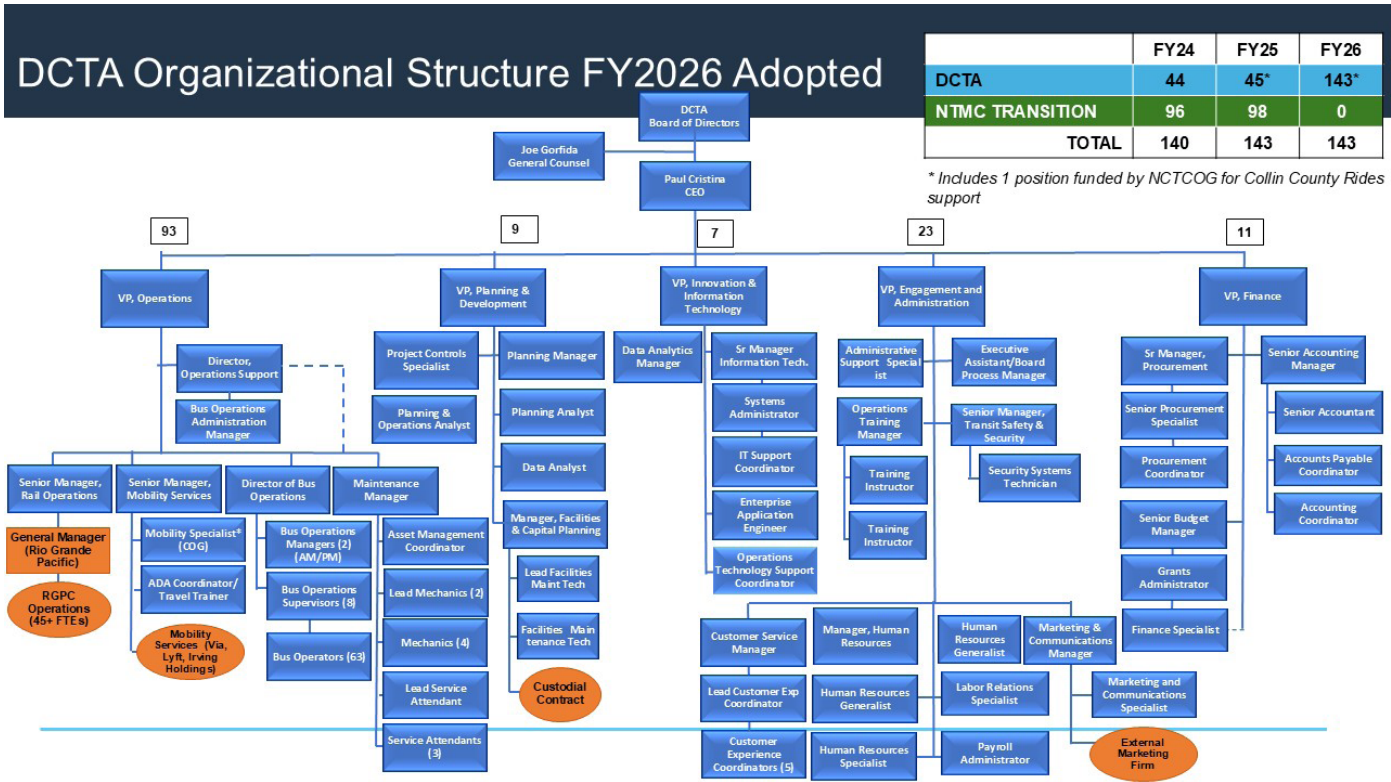 DCTA Organizational Structure FY2026 Adopted
FY24 FY25 FY26
DCTA 44 45* 143*
NTMC TRANSITION 96 98 0
TOTAL 140 143 143
* Includes 1 position funded by NCTCOG for Collin County Rides
support
DCTA
Board of Directors
Joe Gorfida
General Counsel
Paul Cristina
CEO
93
9
7
23
11
VP, Operations
VP, Planning &
Development
VP, Innovation &
Information
Technology
VP, Engagement and
Administration
VP, Finance
Director,
Operations Support
Bus Operations
Administration
Manager
Senior Manager,
Rail Operations
General Manager
(Rio Grande
Pacific)
RGPC
Operations
(45+ FTEs)
Senior Manager,
Mobility Services
Mobility Specialist*
(COG)
ADA Coordinator/
Travel Trainer
Mobility
Services (Via,
Lyft, Irving
Holdings)
Director of Bus
Operations
Bus Operations
Managers (2)
(AM/PM)
Bus Operations
Supervisors (8)
Bus Operators (63)
Maintenance
Manager
Asset Management
Coordinator
Lead Mechanics (2)
Mechanics (4)
Lead Service
Attendant
Service Attendants
(3)
Project Controls
Specialist
Planning &
Operations Analyst
Planning Manager
Planning Analyst
Data Analyst
Manager, Facilities
& Capital Planning
Lead Facilities
Maint Tech
Facilities Main
tenance Tech
Custodial
Contract
Data Analytics
Manager
Sr Manager
Information Tech.
Systems
Administrator
IT Support
Coordinator
Enterprise
Application
Engineer
Operations
Technology Support
Coordinator
Administrative
Support Special
ist
Executive
Assistant/Board
Process Manager
Operations
Training
Manager
Training
Instructor
Training
Instructor
Senior Manager,
Transit Safety &
Security
Security Systems
Technician
Customer Service
Manager
Lead Customer Exp
Coordinator
Customer
Experience
Coordinators (5)
Manager, Human
Resources
Human Resources
Generalist
Human Resources
Specialist
Human
Resources
Generalist
Labor Relations
Specialist
Payroll
Administrator
Marketing &
Communications
Manager
Marketing and
Communications
Specialist
External
Marketing
Firm
Sr Manager,
Procurement
Senior Procurement
Specialist
Procurement
Coordinator
Senior Budget
Manager
Grants
Administrator
Finance Specialist
Senior Accounting
Manager
Senior Accountant
Accounts Payable
Coordinator
Accounting
Coordinator